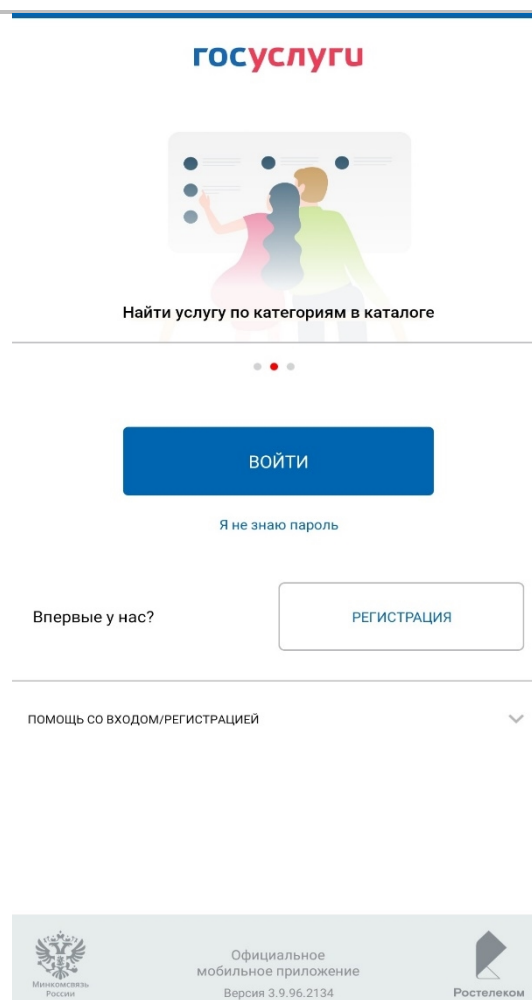 госуслуги
Найти услугу по категориям в каталоге
ВОЙТИ
Я не знаю пароль
Впервые у нас?
РЕГИСТРАЦИЯ
ПОМОЩЬ СО ВХОДОМ/РЕГИСТРАЦИЕЙ
Официальное
мобильное приложение
Версия 3.9.96.2134
Минкомсвязь
России
Ростелеком